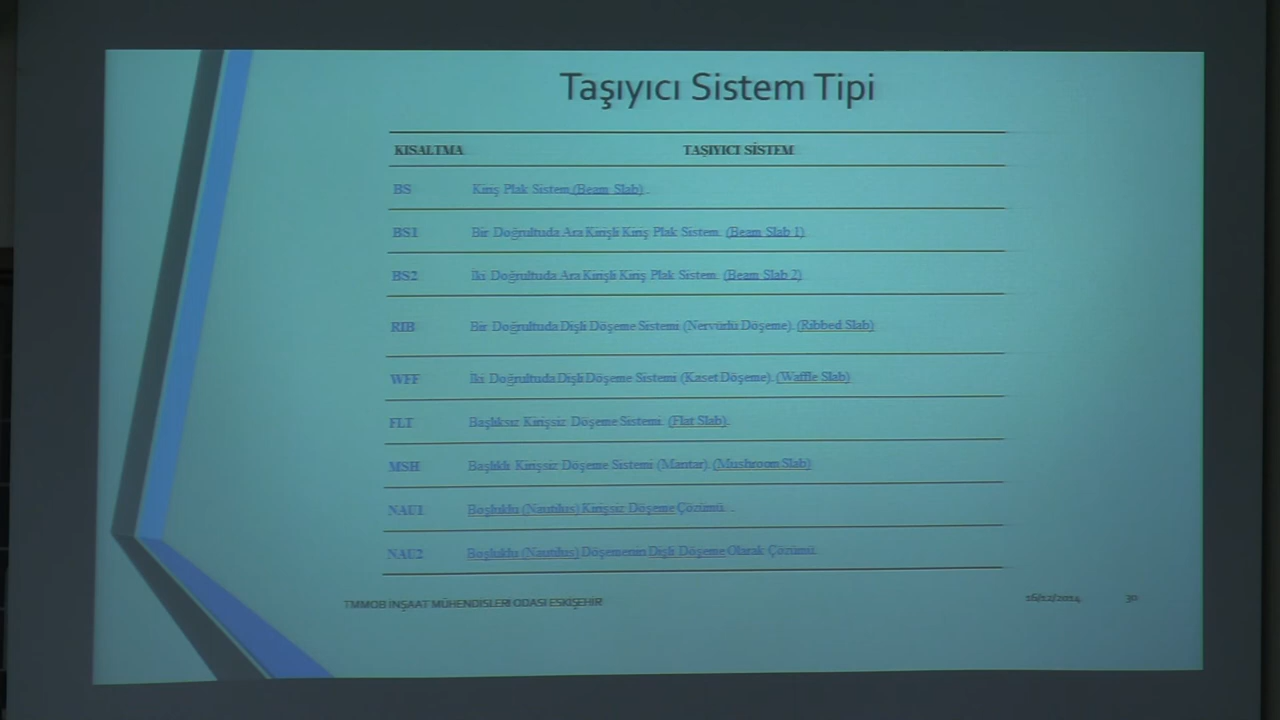 Taşıyıcı Sistem Tipi
KISALTMA TAŞIYICI SİSTEM
BS Kiriş Plak Sistem (Beam Slab).
BS1 Bir Doğrultuda Ara Kirişli Kiriş Plak Sistem. (Beam Slab 1)
BS2 İki Doğrultuda Ara Kirişli Kiriş Plak Sistem. (Beam Slab 2)
RIB Bir Doğrultuda Dişli Döşeme Sistemi (Nervürlü Döşeme). (Ribbed Slab)
WFF İki Doğrultuda Dişli Döşeme Sistemi (Kaset Döşeme). (Waffle Slab)
FLT Başlıksız Kirişsiz Döşeme Sistemi. (Flat Slab).
MSH Başlıklı Kirişsiz Döşeme Sistemi (Mantar). (Mushroom Slab)
NAU1 Boşluklu (Nautilus) Kirişsiz Döşeme Çözümü. .
NAU2 Boşluklu (Nautilus) Döşemenin Dişli Döşeme Olarak Çözümü.
TMMOB İNŞAAT MÜHENDİSLERİ ODASI ESKİŞEHİR 16/12/2014 30